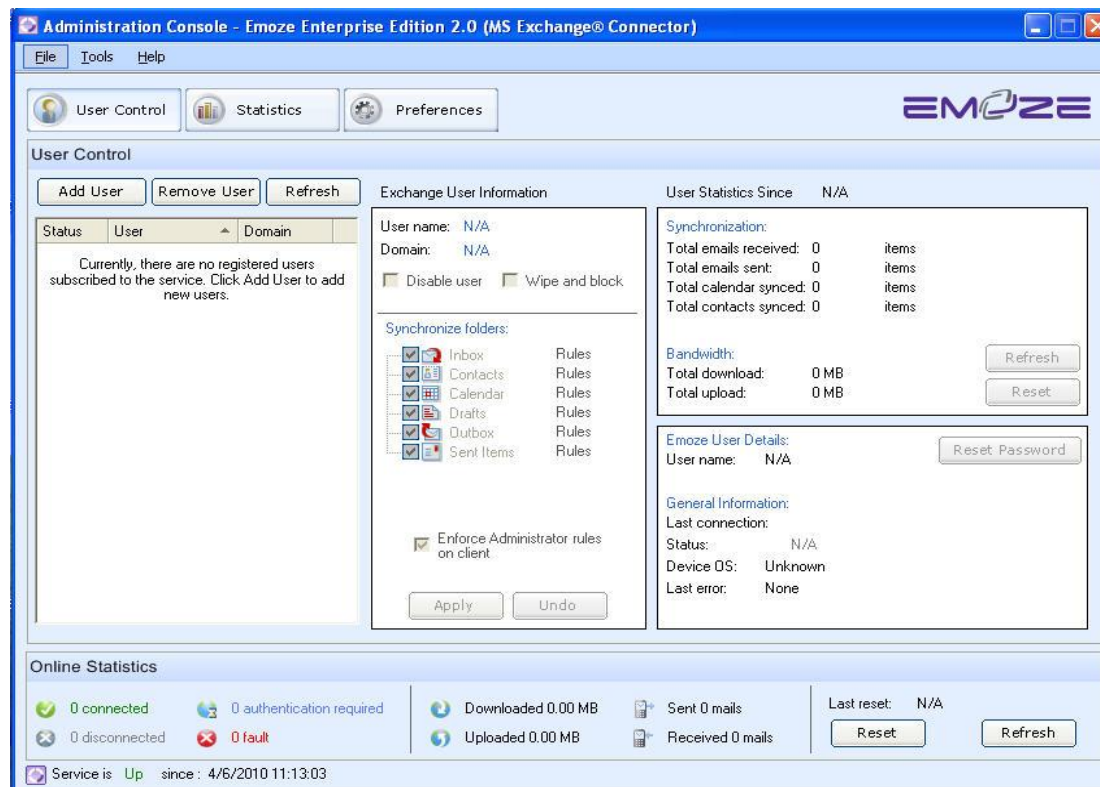 Administration Console - Emoze Enterprise Edition 2.0 (MS Exchange® Connector)
File Tools Help
User Control Statistics Preferences
EMOZE
User Control
Add User Remove User Refresh
Status User Domain
Currently, there are no registered users
subscribed to the service. Click Add User to add
new users.
Exchange User Information
User name: N/A
Domain: N/A
Disable user Wipe and block
Synchronize folders:
Inbox Rules
Contacts Rules
Calendar Rules
Drafts Rules
Outbox Rules
Sent Items Rules
Enforce Administrator rules
on client
Apply Undo
User Statistics Since N/A
Synchronization:
Total emails received: 0 items
Total emails sent: 0 items
Total calendar synced: 0 items
Total contacts synced: 0 items
Bandwidth:
Total download: 0 MB
Total upload: 0 MB
Refresh
Reset
Emoze User Details:
User name: N/A
Reset Password
General Information:
Last connection:
Status: N/A
Device OS: Unknown
Last error: None
Online Statistics
0 connected 0 authentication required Downloaded 0.00 MB Sent 0 mails Last reset: N/A
0 disconnected 0 fault Uploaded 0.00 MB Received 0 mails Reset Refresh
Service is Up since : 4/6/2010 11:13:03